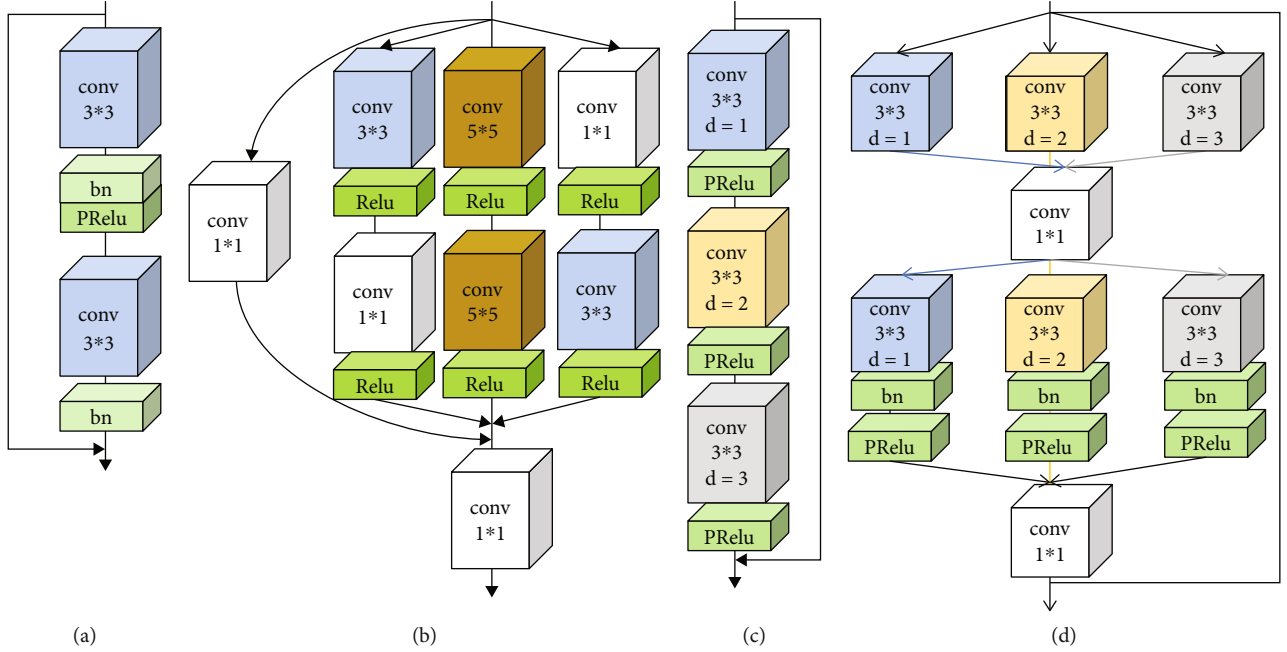 conv
3*3
bn
PRelu
conv
3*3
bn
(a)
conv
1*1
conv
3*3
Relu
conv
1*1
Relu
conv
5*5
Relu
conv
5*5
Relu
conv
1*1
Relu
conv
3*3
Relu
conv
1*1
(b)
conv
3*3
d = 1
PRelu
conv
3*3
d = 2
PRelu
conv
3*3
d = 3
PRelu
(c)
conv
3*3
d = 1
conv
3*3
d = 2
conv
3*3
d = 3
conv
1*1
conv
3*3
d = 1
bn
PRelu
conv
3*3
d = 2
bn
PRelu
conv
3*3
d = 3
bn
PRelu
conv
1*1
(d)